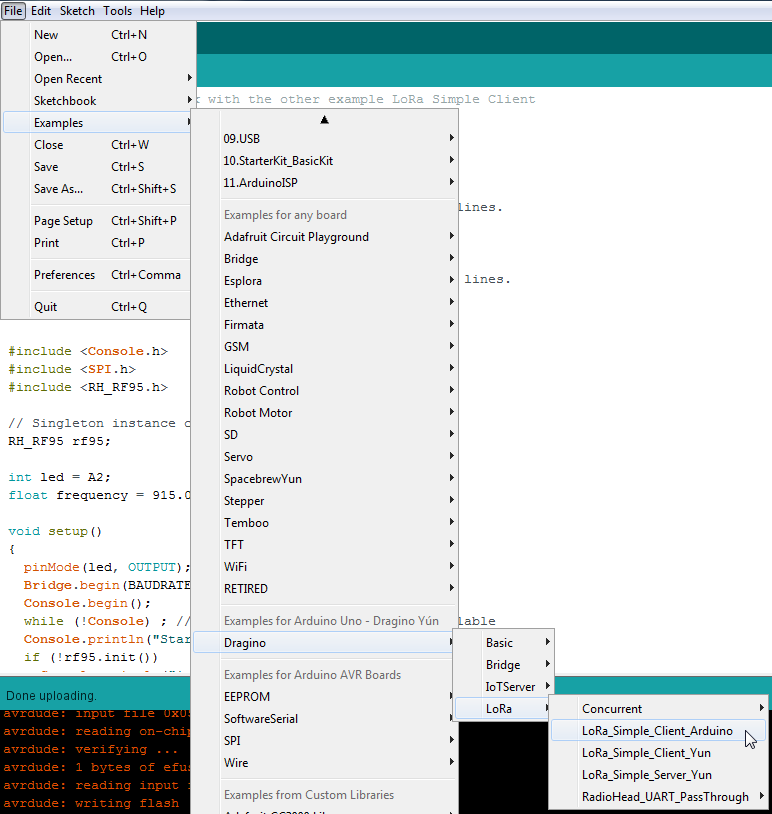 File Edit Sketch Tools Help
New Ctrl+N
Open... Ctrl+O
Open Recent
Sketchbook
Examples
Close Ctrl+W
Save Ctrl+S
Save As... Ctrl+Shift+S
Page Setup Ctrl+Shift+P
Print Ctrl+P
Preferences Ctrl+Comma
Quit Ctrl+Q
with the other example LoRa Simple Client
09.USB
10.StarterKit_BasicKit
11.ArduinoISP
Examples for any board
Adafruit Circuit Playground
Bridge
Esplora
Ethernet
Firmata
GSM
LiquidCrystal
Robot Control
Robot Motor
SD
Servo
SpacebrewYun
Stepper
Temboo
TFT
WiFi
RETIRED
Examples for Arduino Uno - Dragino Yún
Dragino
Examples for Arduino AVR Boards
EEPROM
SoftwareSerial
SPI
Wire
Examples from Custom Libraries
Basic
Bridge
IoTServer
LoRa
Concurrent
LoRa_Simple_Client_Arduino
LoRa_Simple_Client_Yun
LoRa_Simple_Server_Yun
RadioHead_UART_PassThrough
lines.
lines.
#include <Console.h>
#include <SPI.h>
#include <RH_RF95.h>
// Singleton instance
RH_RF95 rf95;
int led = A2;
float frequency = 915.0
void setup()
{
pinMode(led, OUTPUT);
Bridge.begin(BAUDRATE
Console.begin();
while (!Console) ; //
Console.println("Star
if (!rf95.init())
Done uploading.
avrdude: input file 0x0
avrdude: reading on-chip
avrdude: verifying ...
avrdude: 1 bytes of efus
avrdude: reading input
avrdude: writing flash